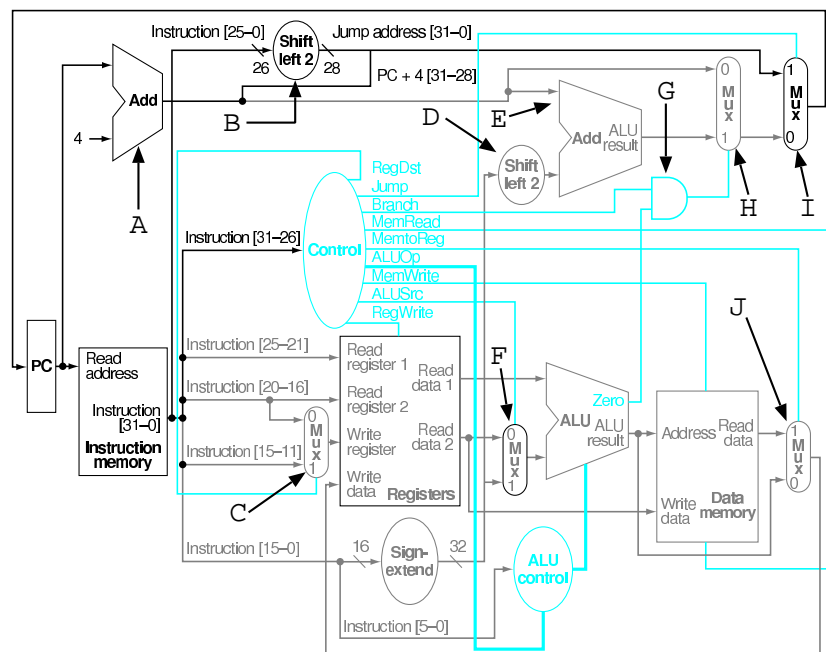 Instruction [25–0]
Shift
left 2
Jump address [31–0]
26
28
PC + 4 [31–28]
Add
4
A
B
D
E
Add
ALU
result
Shift
left 2
G
0
M
u
x
1
H
1
M
u
x
0
I
RegDst
Jump
Branch
MemRead
MemtoReg
ALUOp
MemWrite
ALUSrc
RegWrite
Control
Instruction [31–26]
PC
Read
address
Instruction
[31–0]
Instruction
memory
Instruction [25–21]
Instruction [20–16]
Instruction [15–11]
0
M
u
x
1
C
Read
register 1
Read
register 2
Write
register
Write
data
Read
data 1
Read
data 2
Registers
F
0
M
u
x
1
Zero
ALU
ALU
result
Address
Read
data
Write
data
Data
memory
J
1
M
u
x
0
Instruction [15–0]
16
Sign-
extend
32
ALU
control
Instruction [5–0]